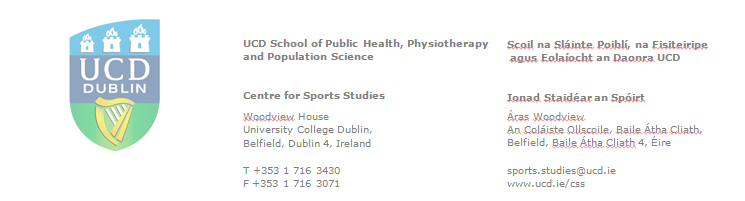 UCD
DUBLIN
UCD School of Public Health, Physiotherapy
and Population Science
Centre for Sports Studies
Woodview House
University College Dublin,
Belfield, Dublin 4, Ireland
T +353 1 716 3430
F +353 1 716 3071
Scoil na Sláinte Poiblí, na Fisiteiripe
agus Eolaíocht an Daonra UCD
Ionad Staidéar an Spóirt
Áras Woodview
An Coláiste Ollscoile, Baile Átha Cliath,
Belfield, Baile Átha Cliath 4, Éire
sports.studies@ucd.ie
www.ucd.ie/css